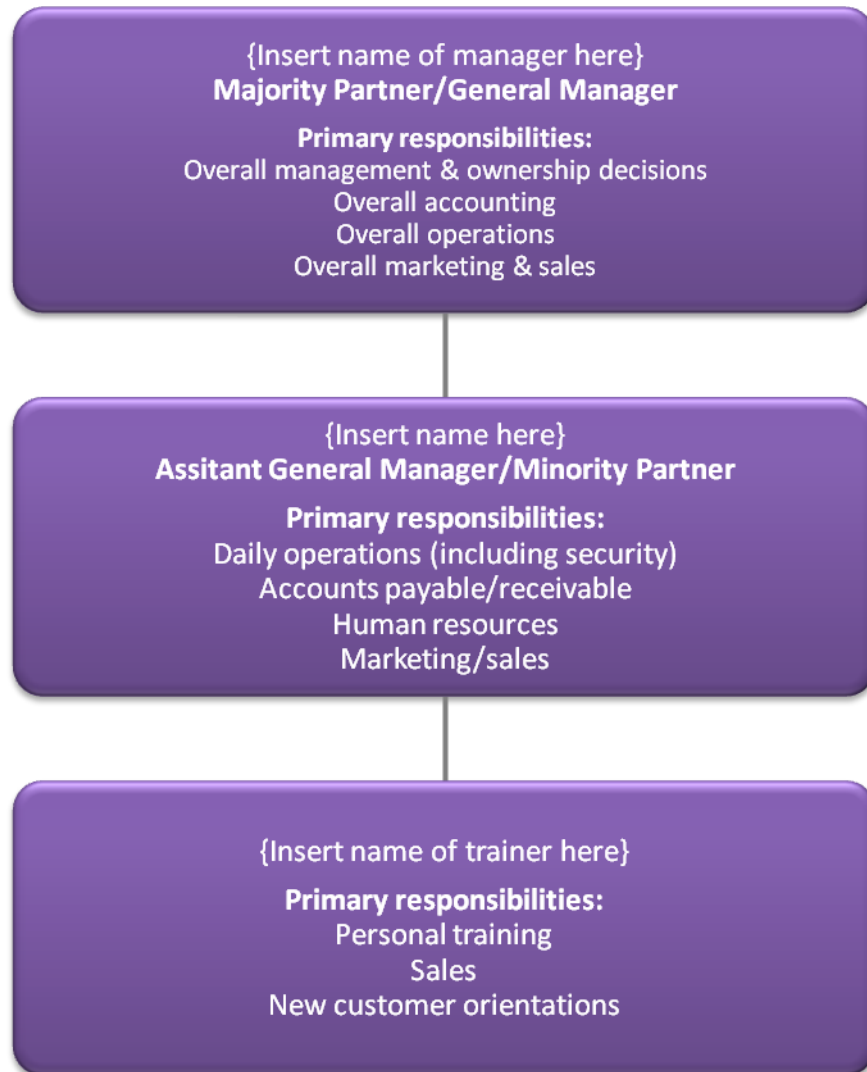 {Insert name of manager here}
Majority Partner/General Manager
Primary responsibilities:
Overall management & ownership decisions
Overall accounting
Overall operations
Overall marketing & sales
{Insert name here}
Assitant General Manager/Minority Partner
Primary responsibilities:
Daily operations (including security)
Accounts payable/receivable
Human resources
Marketing/sales
{Insert name of trainer here}
Primary responsibilities:
Personal training
Sales
New customer orientations